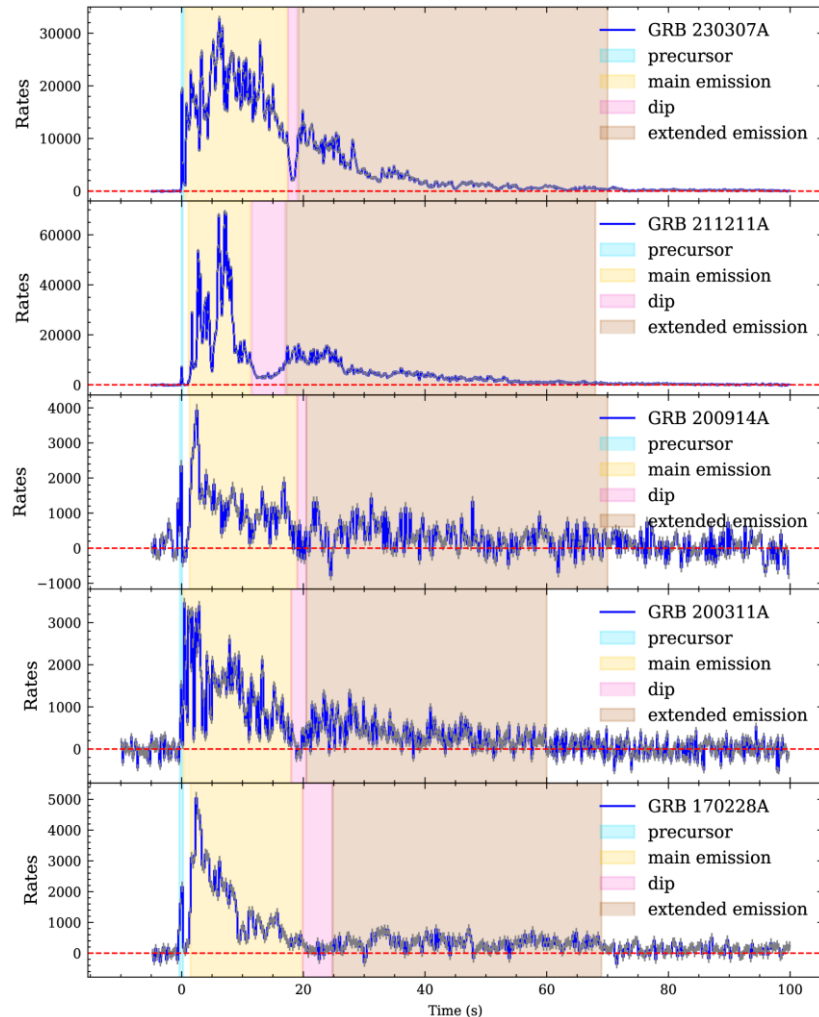 GRB 230307A
precursor
main emission
dip
extended emission
30000
20000
10000
0
Rates
GRB 211211A
precursor
main emission
dip
extended emission
60000
40000
20000
0
Rates
GRB 200914A
precursor
main emission
dip
extended emission
4000
3000
2000
1000
0
−1000
Rates
GRB 200311A
precursor
main emission
dip
extended emission
3000
2000
1000
0
Rates
GRB 170228A
precursor
main emission
dip
extended emission
5000
4000
3000
2000
1000
0
Rates
0 20 40 60 80 100
Time (s)